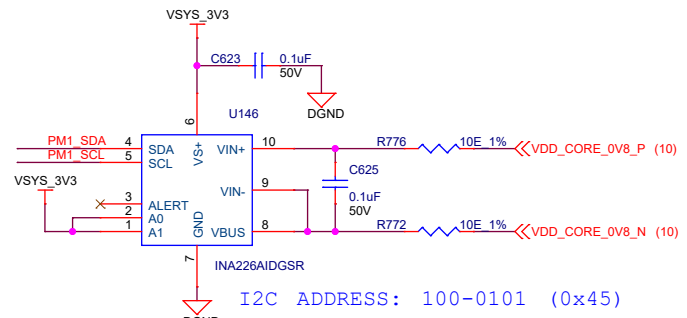 VSYS_3V3
C623 0.1uF
50V
DGND
U146
6
PM1_SDA 4 SDA VS+ VIN+ 10 R776 10E_1% VDD_CORE_0V8_P (10)
PM1_SCL 5 SCL
C625
VSYS_3V3 VIN- 9
0.1uF
50V
3 ALERT
2 A0 GND VBUS 8 R772 10E_1% VDD_CORE_0V8_N (10)
1 A1
7
INA226AIDGSR
I2C ADDRESS: 100-0101 (0x45)
DGND